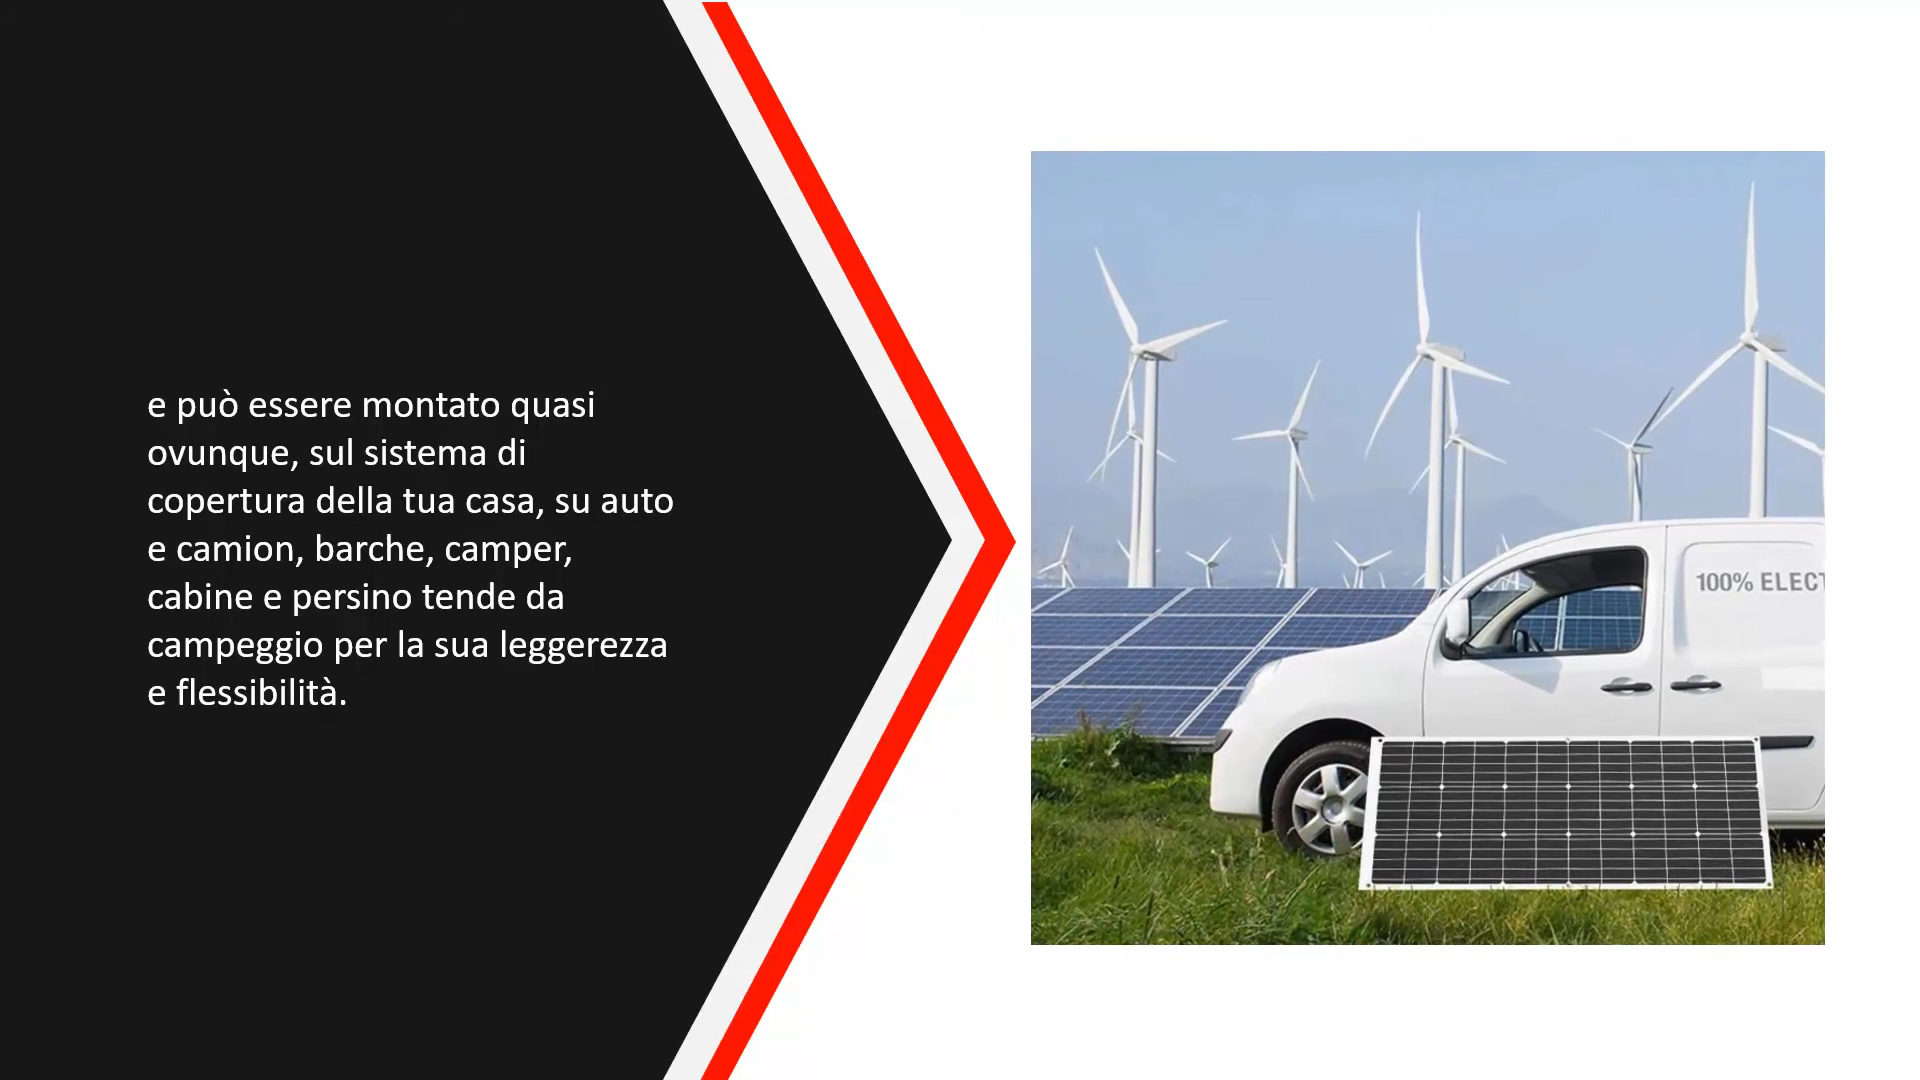 e può essere montato quasi
ovunque, sul sistema di
copertura della tua casa, su auto
e camion, barche, camper,
cabine e persino tende da
campeggio per la sua leggerezza
e flessibilità.
100% ELECT